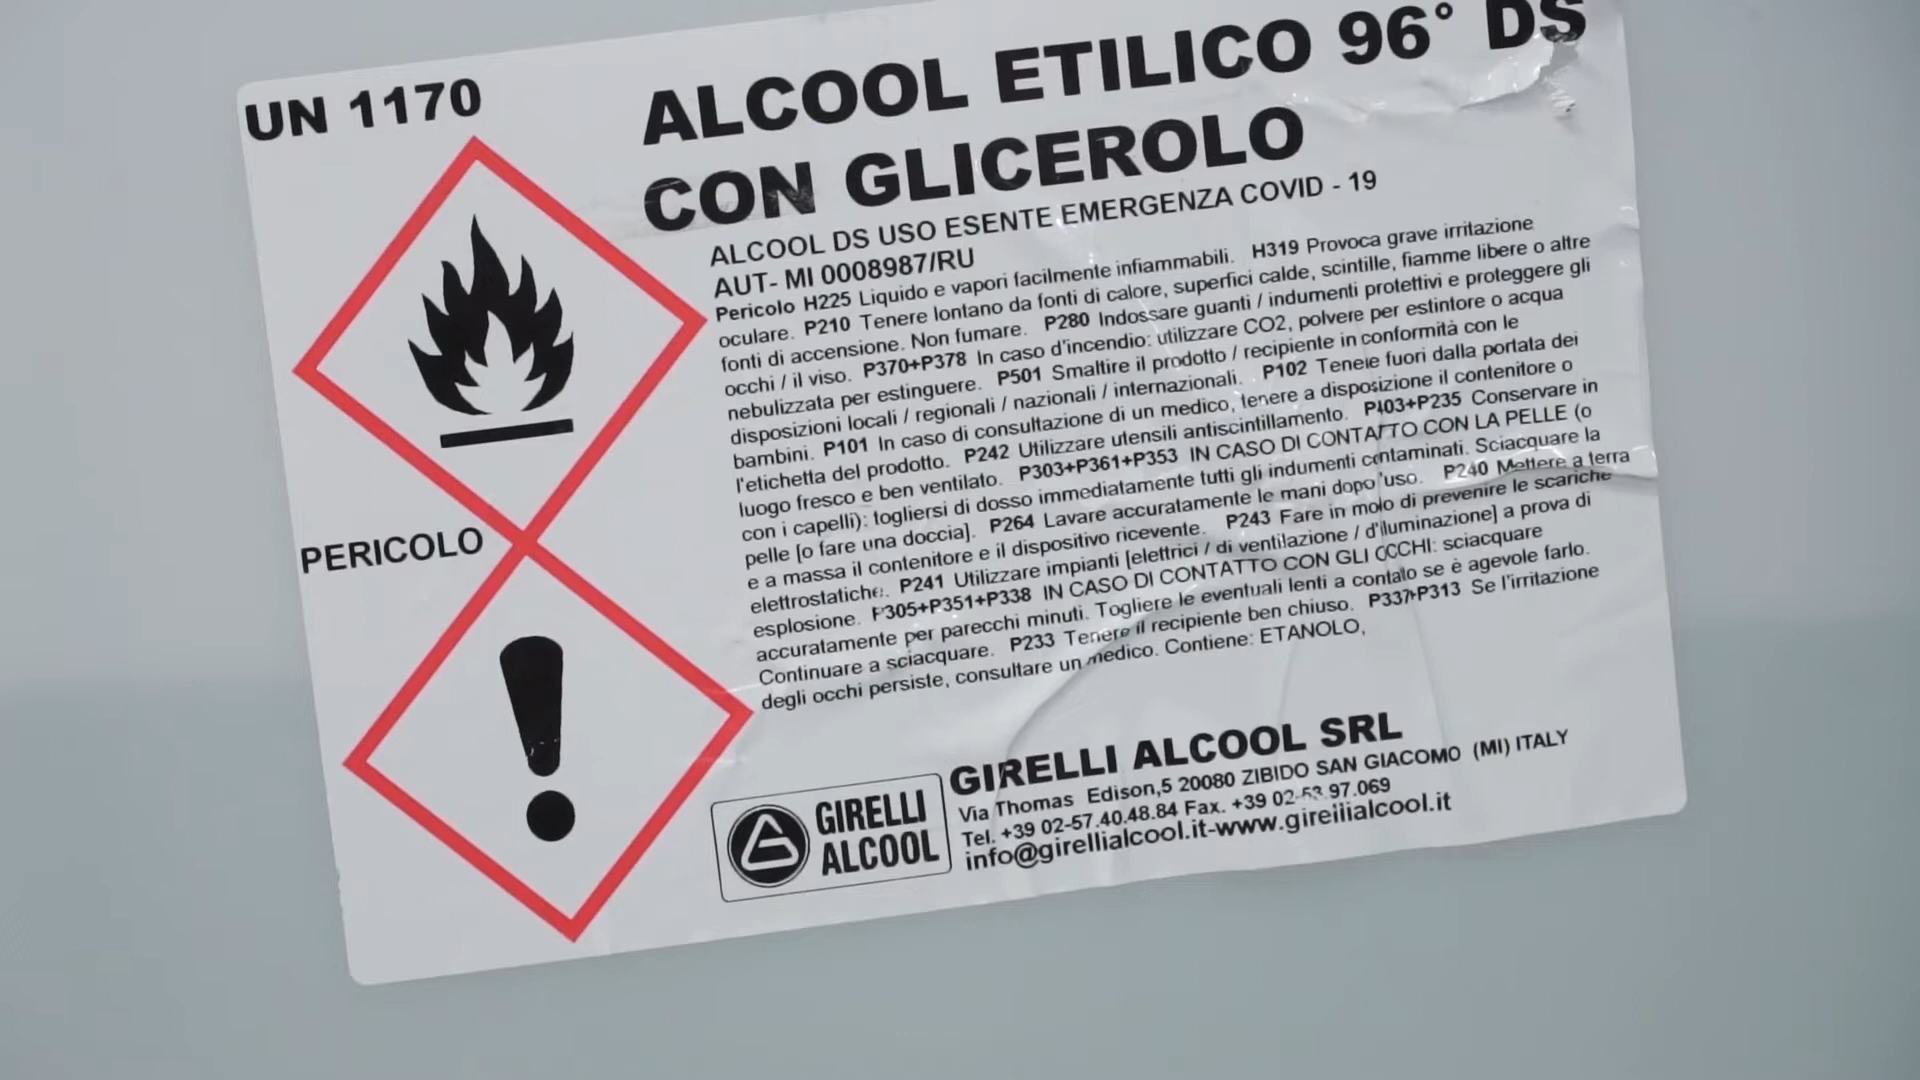 UN 1170
ALCOOL ETILICO 96° DS
CON GLICEROLO
ALCOOL DS USO ESENTE EMERGENZA COVID - 19
AUT- MI 0008987/RU
Pericolo H225 Liquido e vapori facilmente infiammabili. H319 Provoca grave irritazione
oculare. P210 Tenere lontano da fonti di calore, superfici calde, scintille, fiamme libere o altre
fonti di accensione. Non fumare. P280 Indossare guanti / indumenti protettivi e proteggere gli
occhi / il viso. P370+P378 In caso d'incendio: utilizzare CO2, polvere per estintore o acqua
nebulizzata per estinguere. P501 Smaltire il prodotto / recipiente in conformità con le
disposizioni locali / regionali / nazionali / internazionali. P102 Tenere fuori dalla portata dei
bambini. P101 In caso di consultazione di un medico, tenere a disposizione il contenitore o
l'etichetta del prodotto. P242 Utilizzare utensili antiscintillamento. P403+P235 Conservare in
luogo fresco e ben ventilato. P303+P361+P353 IN CASO DI CONTATTO CON LA PELLE (o
con i capelli): togliersi di dosso immediatamente tutti gli indumenti contaminati. Sciacquare la
pelle [o fare una doccia]. P264 Lavare accuratamente le mani dopo l'uso. P240 Mettere a terra
e a massa il contenitore e il dispositivo ricevente. P243 Fare in modo di prevenire le scariche
elettrostatiche. P241 Utilizzare impianti [elettrici / di ventilazione / d'iluminazione] a prova di
esplosione. P305+P351+P338 IN CASO DI CONTATTO CON GLI OCCHI: sciacquare
accuratamente per parecchi minuti. Togliere le eventuali lenti a contatto se è agevole farlo.
Continuare a sciacquare. P233 Tenere il recipiente ben chiuso. P337+P313 Se l'irritazione
degli occhi persiste, consultare un medico. Contiene: ETANOLO,
PERICOLO
GIRELLI
ALCOOL
GIRELLI ALCOOL SRL
Via Thomas Edison,5 20080 ZIBIDO SAN GIACOMO (MI) ITALY
Tel. +39 02-57.40.48.84 Fax. +39 02-53.97.069
info@girellialcool.it-www.girellialcool.it